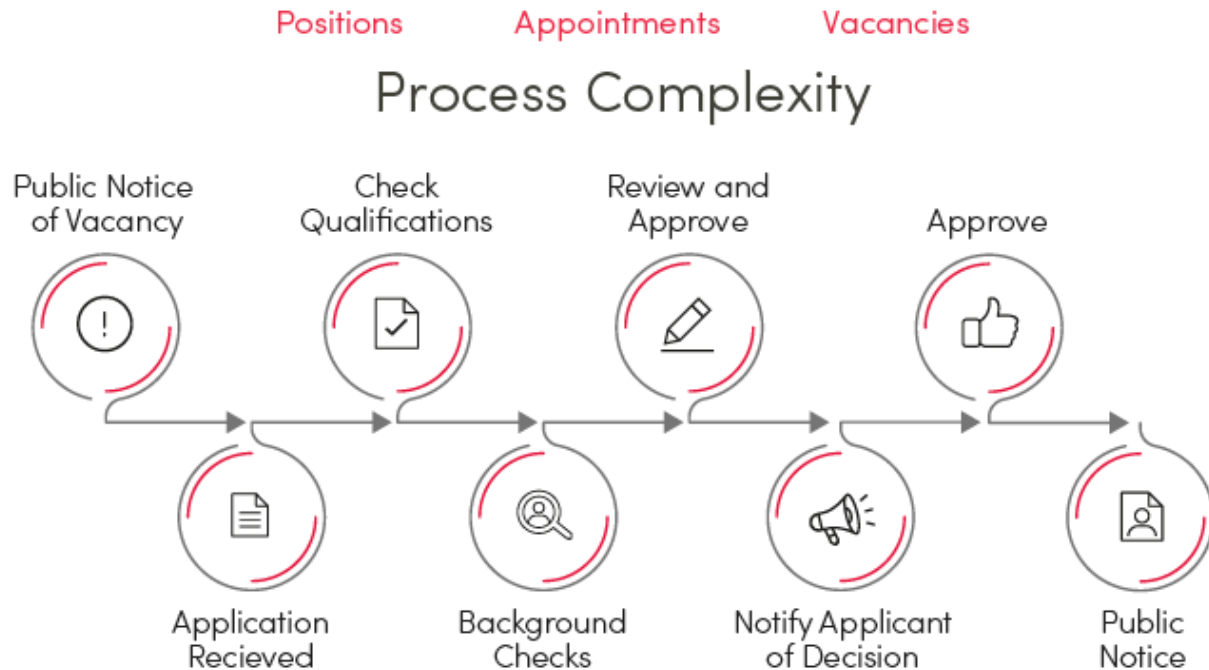 Positions Appointments Vacancies
Process Complexity
Public Notice
of Vacancy
Application
Recieved
Check
Qualifications
Background
Checks
Review and
Approve
Notify Applicant
of Decision
Approve
Public
Notice